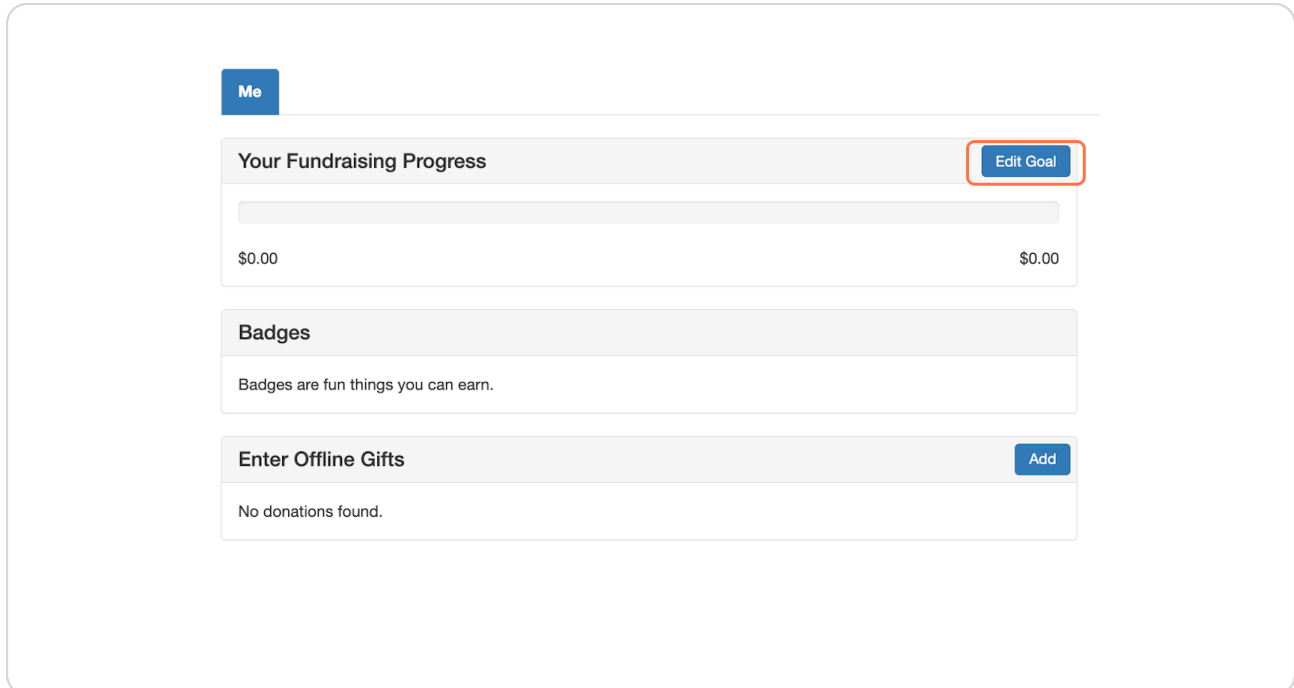 Me
Your Fundraising Progress
Edit Goal
$0.00
$0.00
Badges
Badges are fun things you can earn.
Enter Offline Gifts
Add
No donations found.